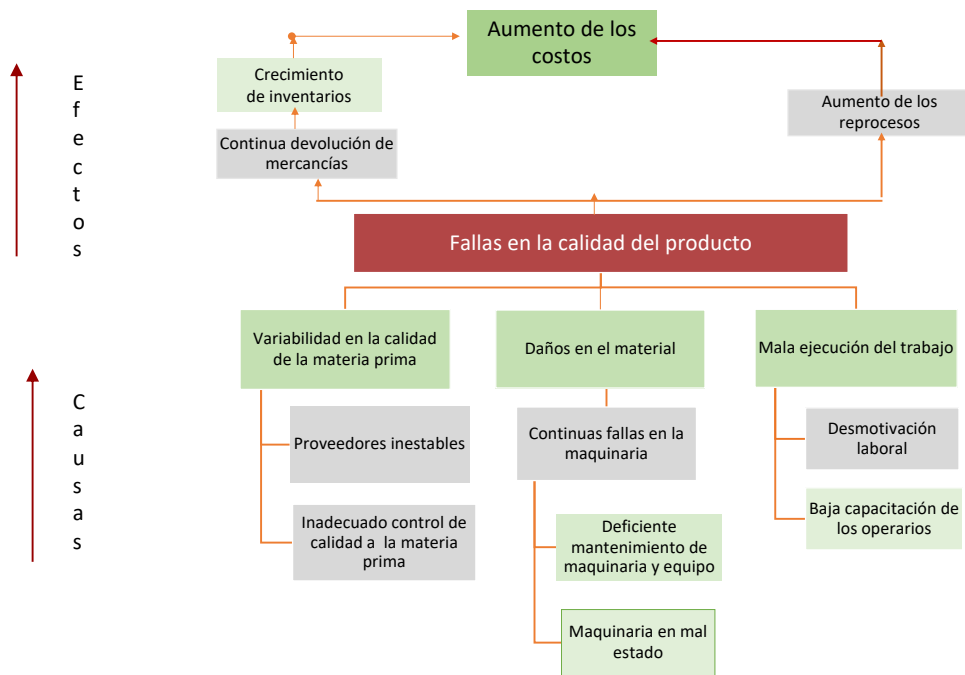 Aumento de los
costos
Crecimiento
de inventarios
Aumento de los
reprocesos
Continua devolución de
mercancías
Efectos
Fallas en la calidad del producto
Variabilidad en la calidad
de la materia prima
Daños en el material
Mala ejecución del trabajo
Causas
Proveedores inestables
Continuas fallas en la
maquinaria
Desmotivación
laboral
Inadecuado control de
calidad a la materia
prima
Deficiente
mantenimiento de
maquinaria y equipo
Baja capacitación de
los operarios
Maquinaria en mal
estado